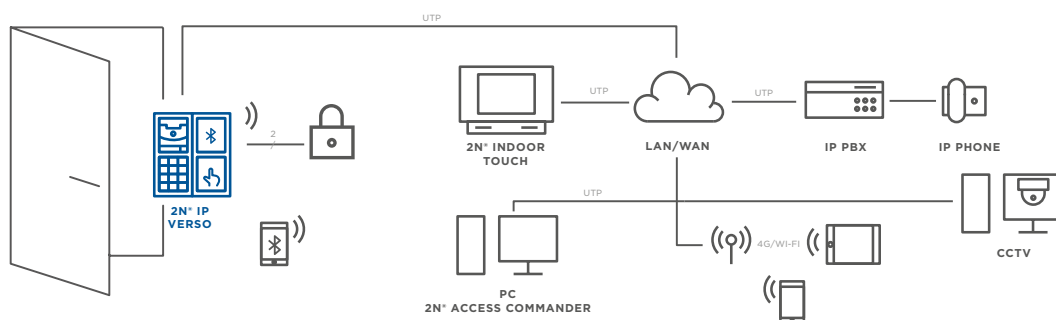 UTP
UTP
UTP
2
2N® INDOOR
TOUCH
LAN/WAN
IP PBX
IP PHONE
2N® IP
VERSO
UTP
4G/WI-FI
CCTV
PC
2N® ACCESS COMMANDER